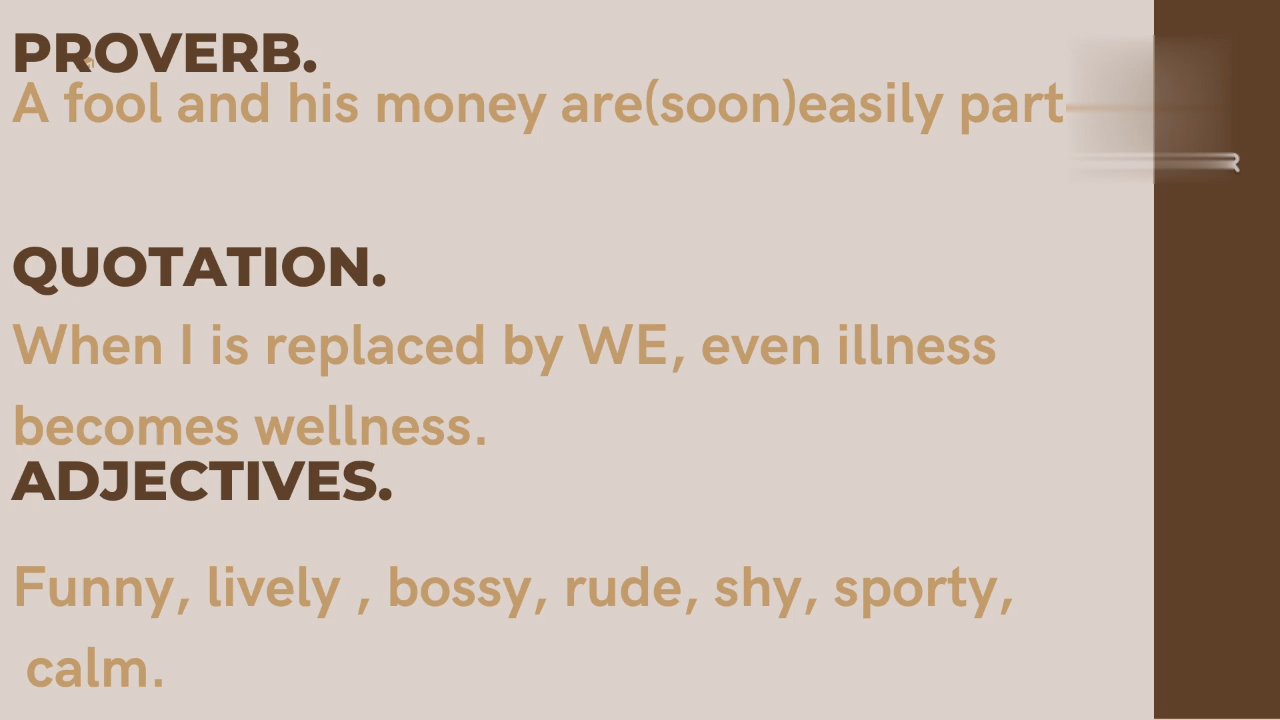 PROVERB.
A fool and his money are(soon)easily part
QUOTATION.
When I is replaced by WE, even illness
becomes wellness.
ADJECTIVES.
Funny, lively , bossy, rude, shy, sporty,
calm.